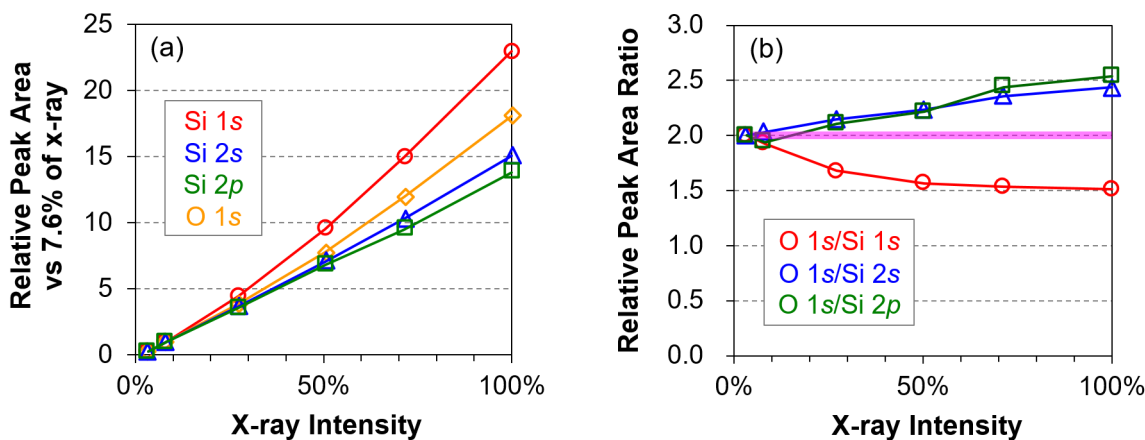 (a)
Relative Peak Area
vs 7.6% of x-ray
25
20
15
10
5
0
Si 1s
Si 2s
Si 2p
O 1s
0%
50%
100%
X-ray Intensity
(b)
Relative Peak Area Ratio
3.0
2.5
2.0
1.5
1.0
0.5
0.0
O 1s/Si 1s
O 1s/Si 2s
O 1s/Si 2p
0%
50%
100%
X-ray Intensity